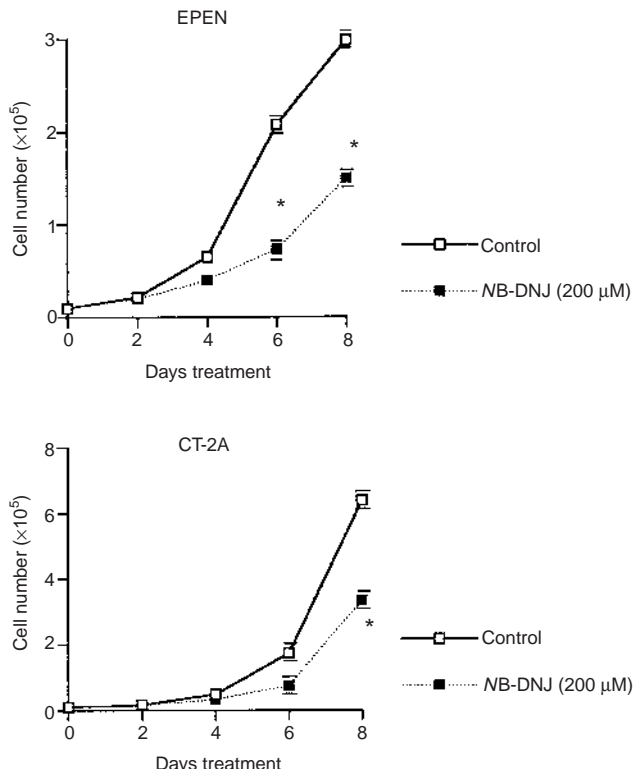 EPEN
3
2
1
0
Cell number (×10⁵)
*
*
0 2 4 6 8
Days treatment
Control
NB-DNJ (200 μM)
CT-2A
8
6
4
2
0
Cell number (×10⁵)
*
0 2 4 6 8
Days treatment
Control
NB-DNJ (200 μM)